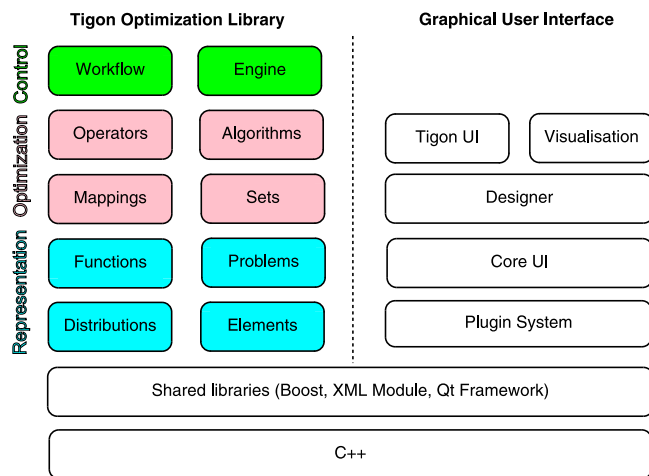 Tigon Optimization Library
Graphical User Interface
Control
Workflow
Engine
Optimization
Operators
Algorithms
Tigon UI
Visualisation
Mappings
Sets
Designer
Representation
Functions
Problems
Core UI
Distributions
Elements
Plugin System
Shared libraries (Boost, XML Module, Qt Framework)
C++